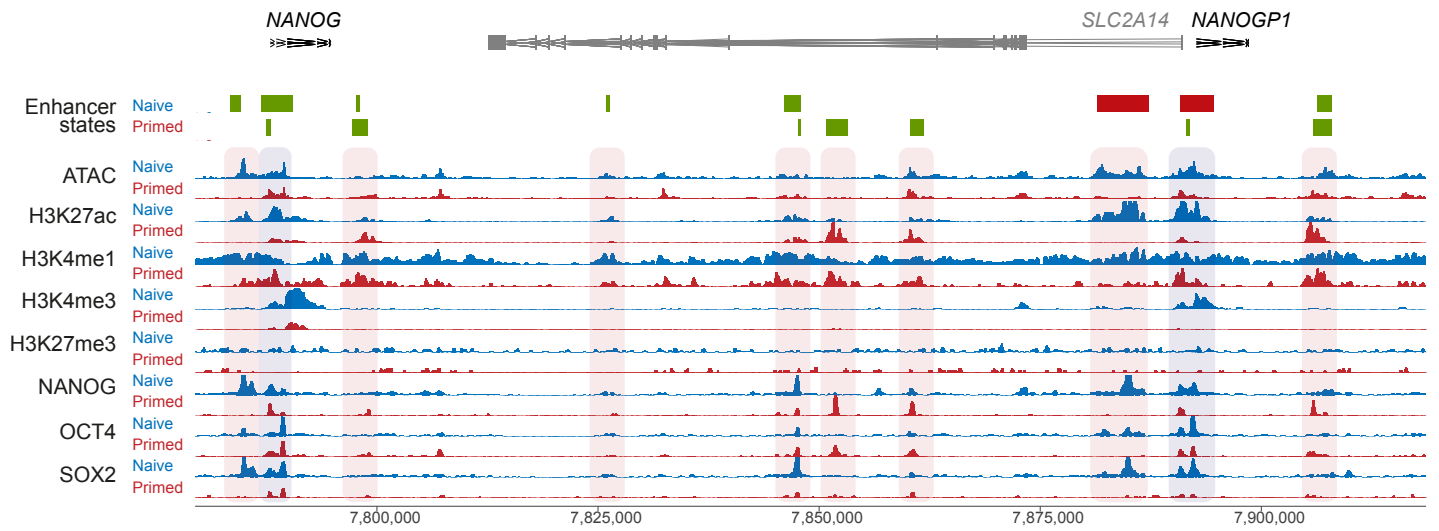 NANOG SLC2A14 NANOGP1
Enhancer states Naive
Primed
ATAC Naive
Primed
H3K27ac Naive
Primed
H3K4me1 Naive
Primed
H3K4me3 Naive
Primed
H3K27me3 Naive
Primed
NANOG Naive
Primed
OCT4 Naive
Primed
SOX2 Naive
Primed
7,800,000 7,825,000 7,850,000 7,875,000 7,900,000